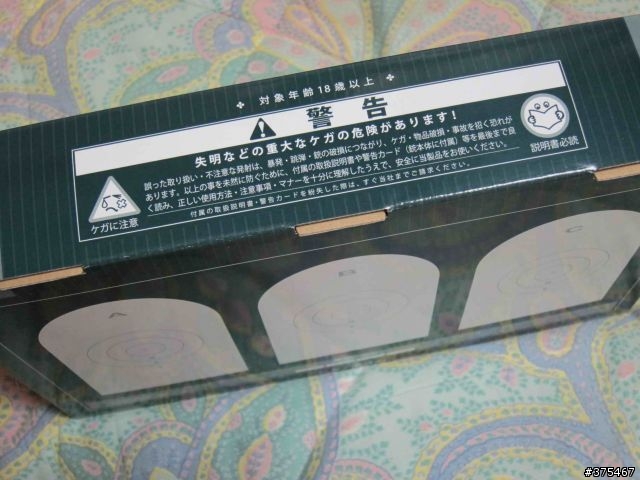 対象年齢18歳以上
警告
失明などの重大なケガの危険があります!
誤った取り扱い・不注意な発射は、暴発・跳弾・銃の破損につながり、ケガ・物品破損・事故を招く恐れが
あります。以上の事を未然に防ぐために、付属の取扱説明書や警告カード(銃本体に付属)等を最後まで良
く読み、正しい使用方法・注意事項・マナーを十分に理解したうえで、安全に当製品をお使いください。
付属の取扱説明書・警告カードを紛失した際は、すぐ当社までご請求ください。
ケガに注意
説明書必読
A
B
C
#375467